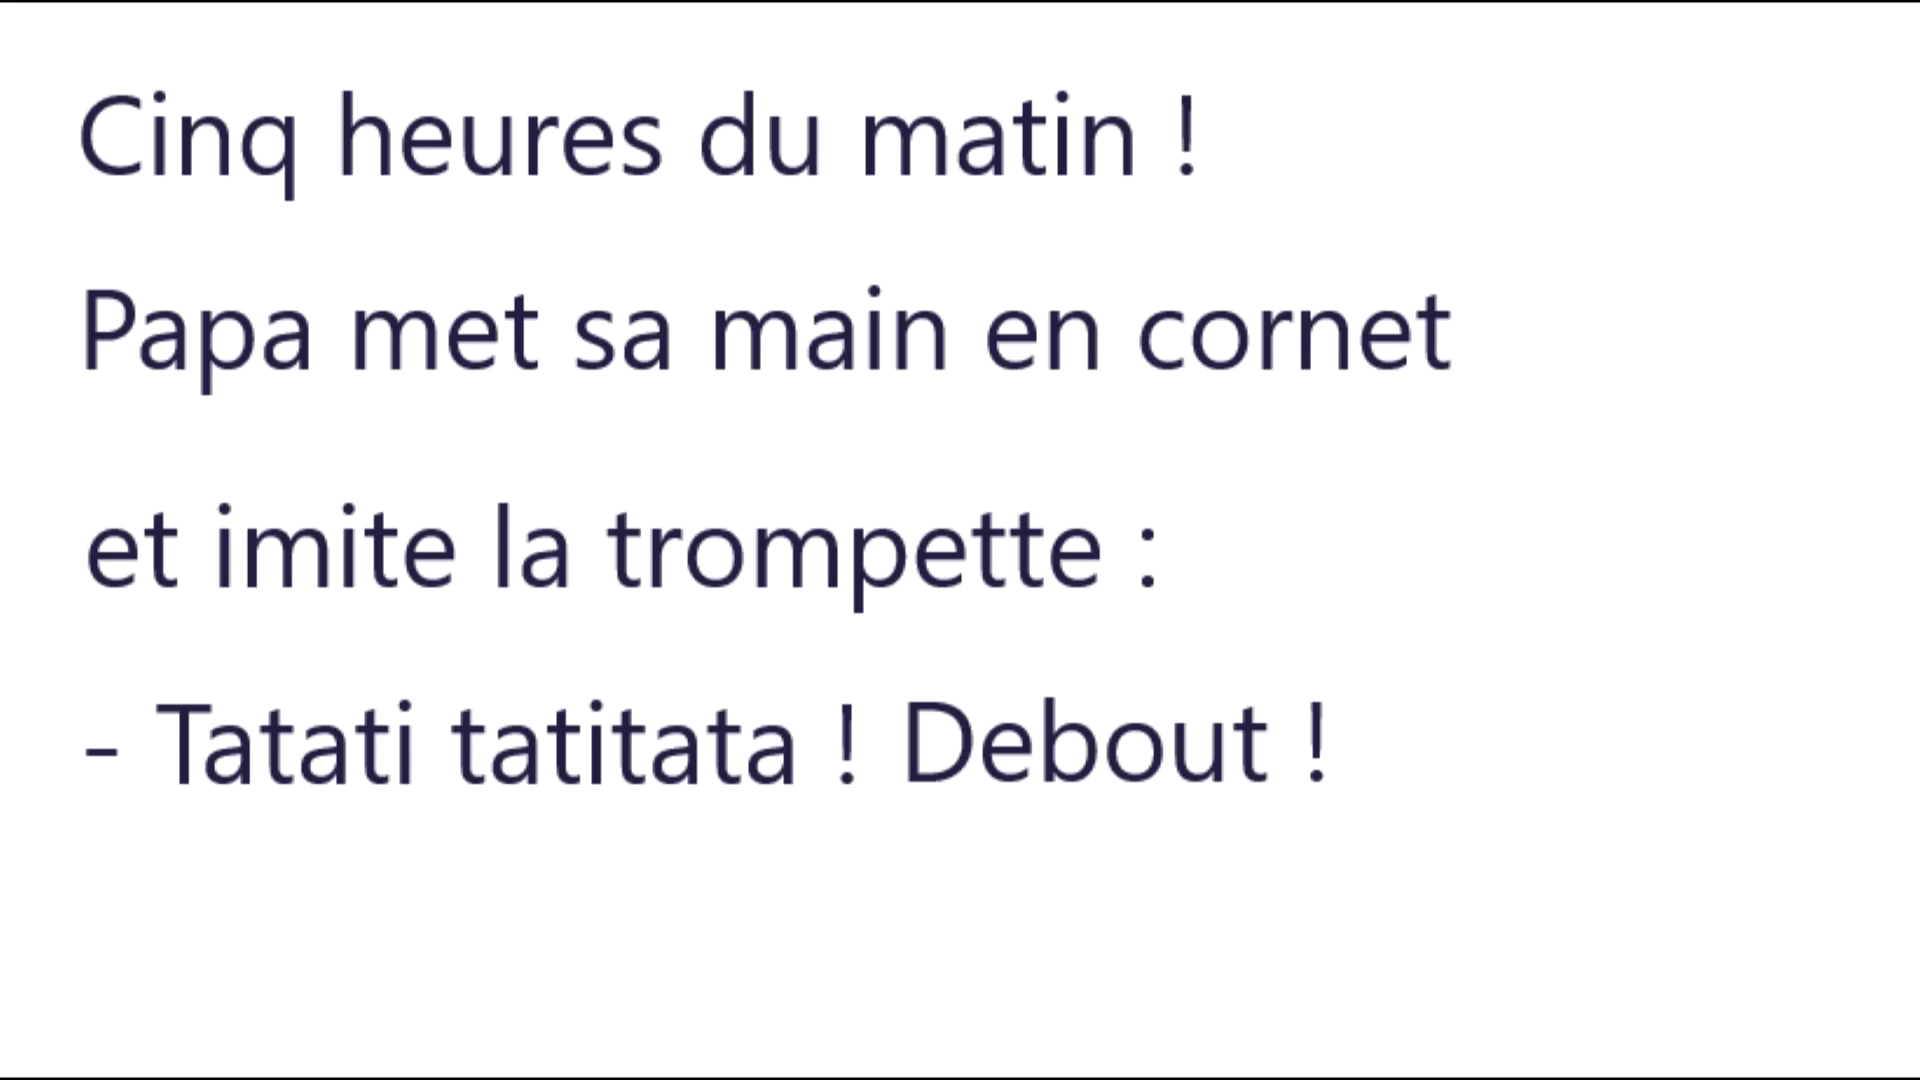 Cinq heures du matin !
Papa met sa main en cornet
et imite la trompette :
- Tatati tatitata ! Debout !